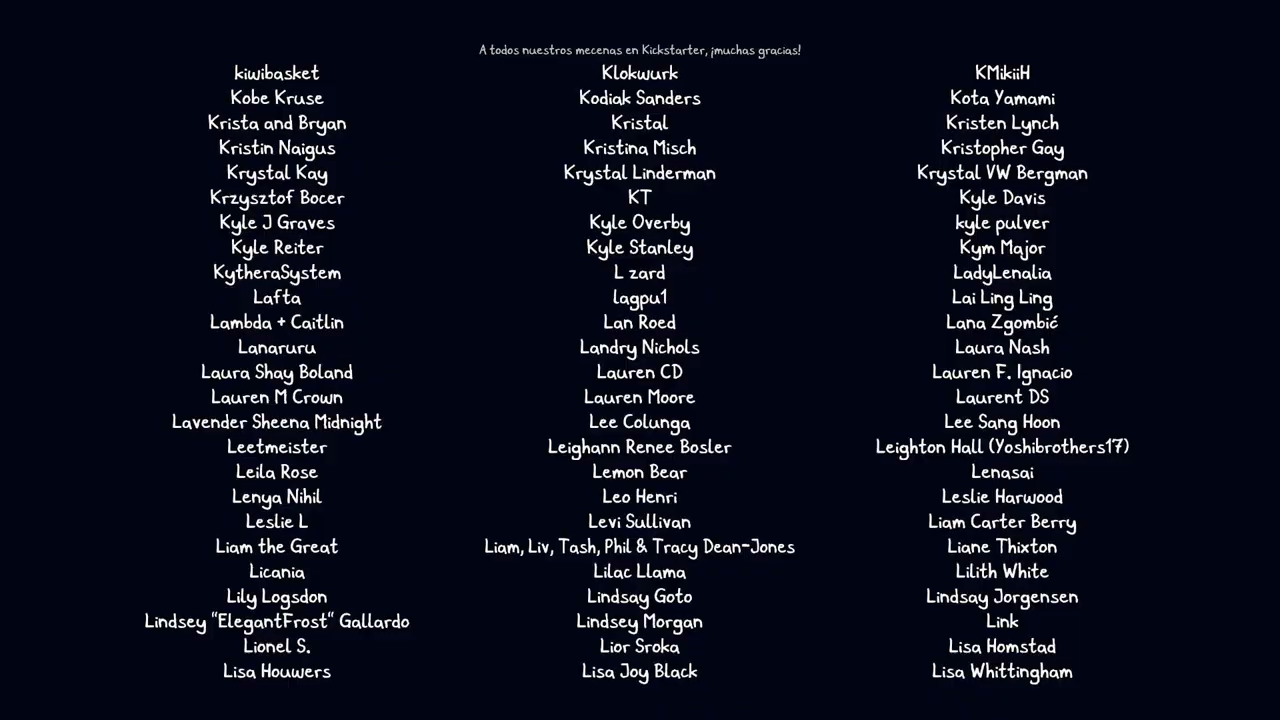 A todos nuestros mecenas en Kickstarter, ¡muchas gracias!
kiwibasket Klokwurk KMikiiH
Kobe Kruse Kodiak Sanders Kota Yamami
Krista and Bryan Kristal Kristen Lynch
Kristin Naigus Kristina Misch Kristopher Gay
Krystal Kay Krystal Linderman Krystal VW Bergman
Krzysztof Bocer KT Kyle Davis
Kyle J Graves Kyle Overby kyle pulver
Kyle Reiter Kyle Stanley Kym Major
KytheraSystem L zard LadyLenalia
Lafta lagpu1 Lai Ling Ling
Lambda + Caitlin Lan Roed Lana Zgombić
Lanaruru Landry Nichols Laura Nash
Laura Shay Boland Lauren CD Lauren F. Ignacio
Lauren M Crown Lauren Moore Laurent DS
Lavender Sheena Midnight Lee Colunga Lee Sang Hoon
Leetmeister Leighann Renee Bosler Leighton Hall (Yoshibrothers17)
Leila Rose Lemon Bear Lenasai
Lenya Nihil Leo Henri Leslie Harwood
Leslie L Levi Sullivan Liam Carter Berry
Liam the Great Liam, Liv, Tash, Phil & Tracy Dean-Jones Liane Thixton
Licania Lilac Llama Lilith White
Lily Logsdon Lindsay Goto Lindsay Jorgensen
Lindsey “ElegantFrost“ Gallardo Lindsey Morgan Link
Lionel S. Lior Sroka Lisa Homstad
Lisa Houwers Lisa Joy Black Lisa Whittingham